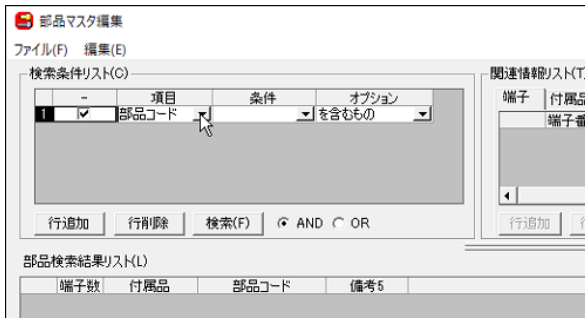 部品マスタ編集
ファイル(F) 編集(E)
検索条件リスト(C)
- 項目 条件 オプション
1 部品コード を含むもの
行追加 行削除 検索(F) AND OR
関連情報リスト(T)
端子 付属品
端子番
行追加
部品検索結果リスト(L)
端子数 付属品 部品コード 備考5